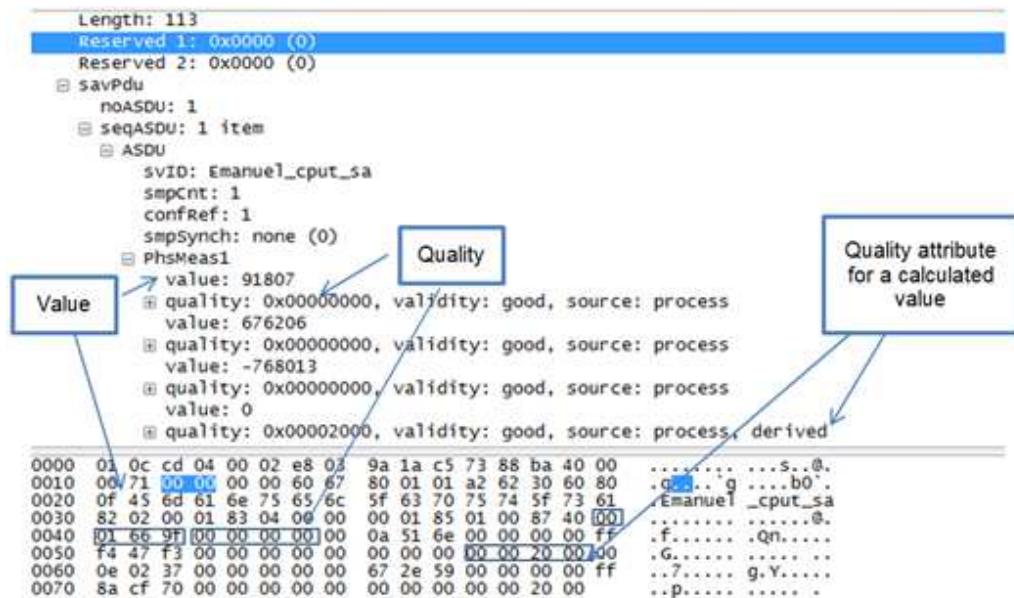 Length: 113
Reserved 1: 0x0000 (0)
Reserved 2: 0x0000 (0)
savPdu
noASDU: 1
seqASDU: 1 item
ASDU
svID: Emanuel_cput_sa
smpCnt: 1
confRef: 1
smpSynch: none (0)
PhsMeas1
value: 91807
quality: 0x00000000, validity: good, source: process
value: 676206
quality: 0x00000000, validity: good, source: process
value: -768013
quality: 0x00000000, validity: good, source: process
value: 0
quality: 0x00002000, validity: good, source: process, derived
Value
Quality
Quality attribute
for a calculated
value
0000 01 0c cd 04 00 02 e8 03 9a 1a c5 73 88 ba 40 00 ........ ...s..@.
0010 00 71 00 00 00 00 60 67 80 01 01 a2 62 30 60 80 .q....`g ....b0`.
0020 0f 45 6d 61 6e 75 65 6c 5f 63 70 75 74 5f 73 61 .Emanuel _cput_sa
0030 82 02 00 01 83 04 00 00 00 01 85 01 00 87 40 00 ........ ......@.
0040 01 66 9f 00 00 00 00 00 0a 51 6e 00 00 00 00 ff .f...... .Qn.....
0050 f4 47 f3 00 00 00 00 00 00 00 00 00 00 20 00 00 .G...... ..... ..
0060 0e 02 37 00 00 00 00 00 67 2e 59 00 00 00 00 ff ..7..... g.Y.....
0070 8a cf 70 00 00 00 00 00 00 00 00 00 20 00 ..p..... .... .